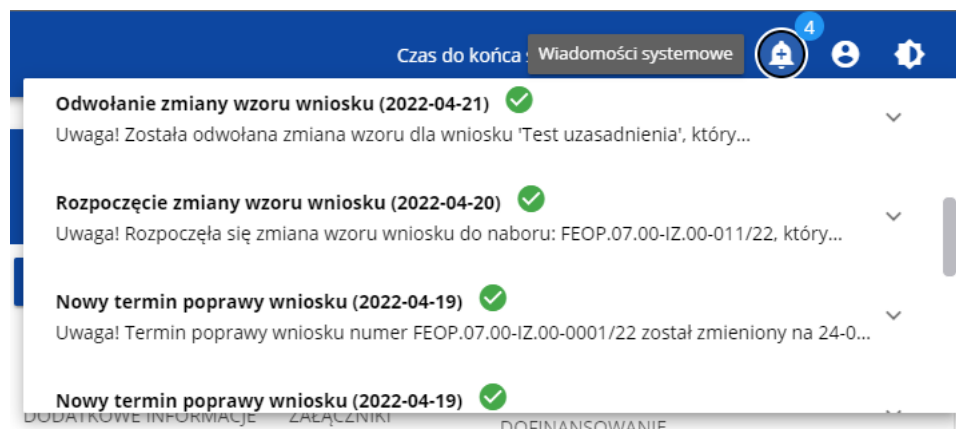 4
Czas do końca
Wiadomości systemowe
Odwołanie zmiany wzoru wniosku (2022-04-21)
Uwaga! Została odwołana zmiana wzoru dla wniosku 'Test uzasadnienia', który...
Rozpoczęcie zmiany wzoru wniosku (2022-04-20)
Uwaga! Rozpoczęła się zmiana wzoru wniosku do naboru: FEOP.07.00-IZ.00-011/22, który...
Nowy termin poprawy wniosku (2022-04-19)
Uwaga! Termin poprawy wniosku numer FEOP.07.00-IZ.00-0001/22 został zmieniony na 24-0...
Nowy termin poprawy wniosku (2022-04-19)
DODATKOWE INFORMACJE ZAŁĄCZNIKI DOFINANSOWANIE